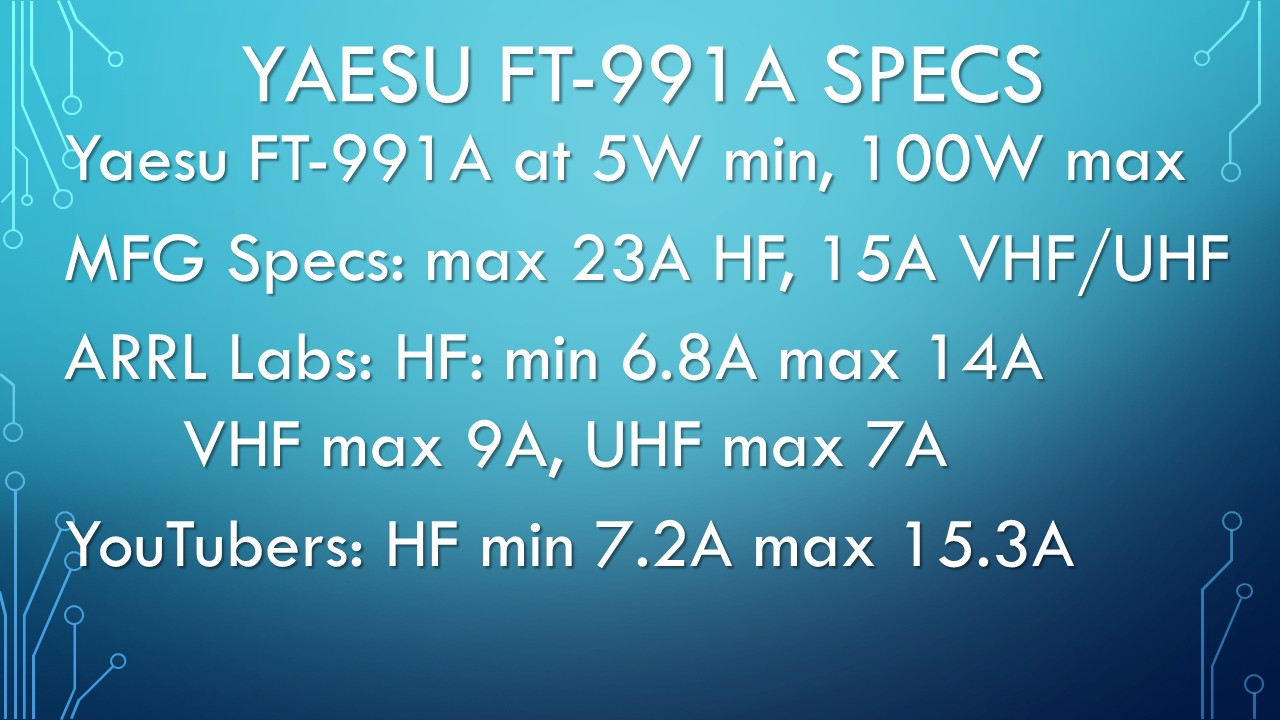 YAESU FT-991A SPECS
Yaesu FT-991A at 5W min, 100W max
MFG Specs: max 23A HF, 15A VHF/UHF
ARRL Labs: HF: min 6.8A max 14A
VHF max 9A, UHF max 7A
YouTubers: HF min 7.2A max 15.3A